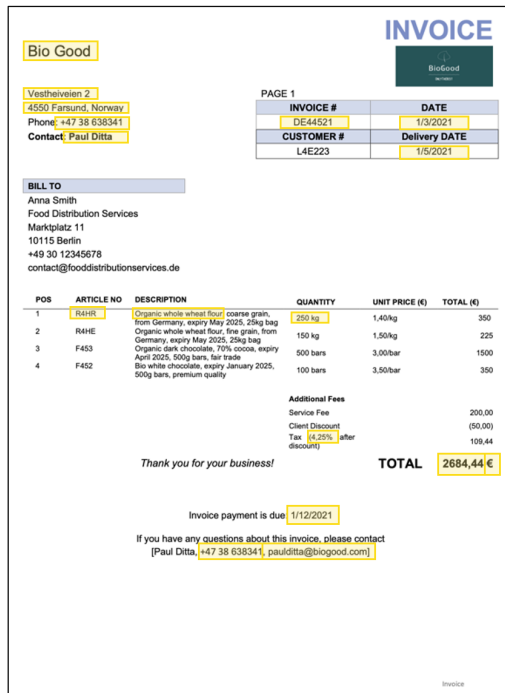 INVOICE
Bio Good
BioGood
Vestheiveien 2
4550 Farsund, Norway
Phone: +47 38 638341
Contact: Paul Ditta
PAGE 1
INVOICE # DATE
DE44521 1/3/2021
CUSTOMER # Delivery DATE
L4E223 1/5/2021
BILL TO
Anna Smith
Food Distribution Services
Marktplatz 11
10115 Berlin
+49 30 12345678
contact@fooddistributionservices.de
POS ARTICLE NO DESCRIPTION QUANTITY UNIT PRICE (€) TOTAL (€)
1 R4HR Organic whole wheat flour, coarse grain, 250 kg 1,40/kg 350
from Germany, expiry May 2025, 25kg bag
2 R4HE Organic whole wheat flour, fine grain, from 150 kg 1,50/kg 225
Germany, expiry May 2025, 25kg bag
3 F453 Organic dark chocolate, 70% cocoa, expiry 500 bars 3,00/bar 1500
April 2025, 500g bars, fair trade
4 F452 Bio white chocolate, expiry January 2025, 100 bars 3,50/bar 350
500g bars, premium quality
Additional Fees
Service Fee 200,00
Client Discount (50,00)
Tax (4,25% after 109,44
discount)
Thank you for your business! TOTAL 2684,44 €
Invoice payment is due 1/12/2021
If you have any questions about this invoice, please contact
[Paul Ditta, +47 38 638341, paulditta@biogood.com]
Invoice